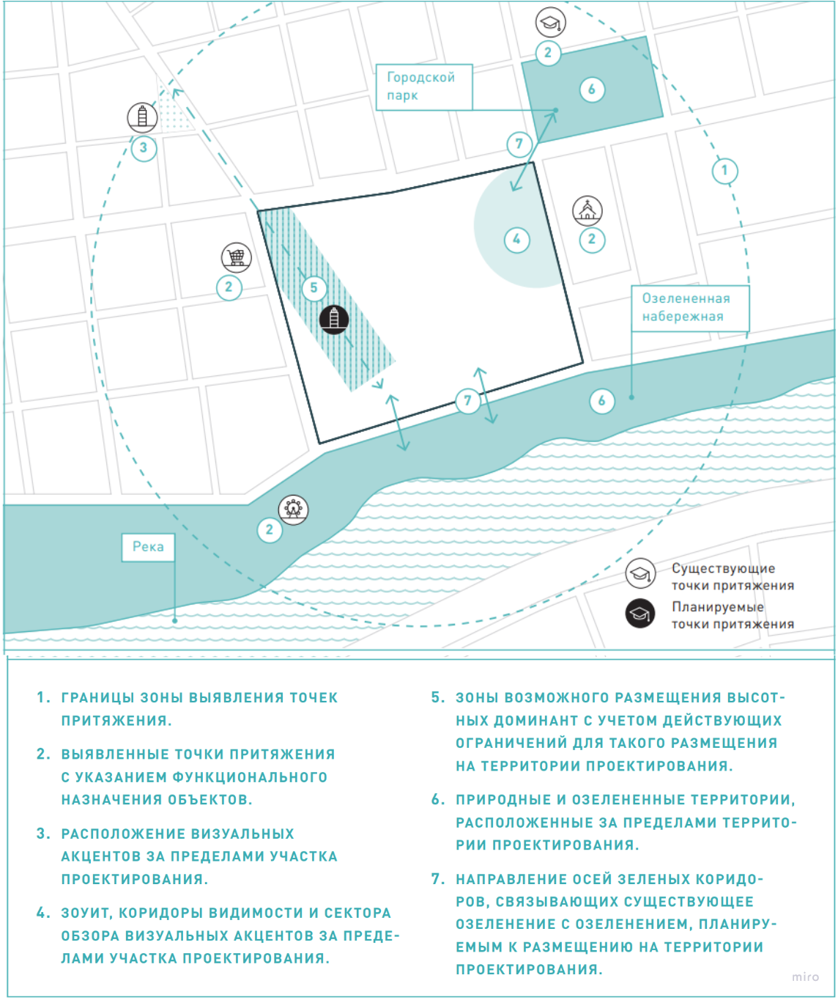 2
Городской
парк
6
3
7
1
4
2
2
5
Озелененная
набережная
7
6
2
Река
Существующие
точки притяжения
Планируемые
точки притяжения
1. ГРАНИЦЫ ЗОНЫ ВЫЯВЛЕНИЯ ТОЧЕК
ПРИТЯЖЕНИЯ.
2. ВЫЯВЛЕННЫЕ ТОЧКИ ПРИТЯЖЕНИЯ
С УКАЗАНИЕМ ФУНКЦИОНАЛЬНОГО
НАЗНАЧЕНИЯ ОБЪЕКТОВ.
3. РАСПОЛОЖЕНИЕ ВИЗУАЛЬНЫХ
АКЦЕНТОВ ЗА ПРЕДЕЛАМИ УЧАСТКА
ПРОЕКТИРОВАНИЯ.
4. ЗОУИТ, КОРИДОРЫ ВИДИМОСТИ И СЕКТОРА
ОБЗОРА ВИЗУАЛЬНЫХ АКЦЕНТОВ ЗА ПРЕДЕ-
ЛАМИ УЧАСТКА ПРОЕКТИРОВАНИЯ.
5. ЗОНЫ ВОЗМОЖНОГО РАЗМЕЩЕНИЯ ВЫСОТ-
НЫХ ДОМИНАНТ С УЧЕТОМ ДЕЙСТВУЮЩИХ
ОГРАНИЧЕНИЙ ДЛЯ ТАКОГО РАЗМЕЩЕНИЯ
НА ТЕРРИТОРИИ ПРОЕКТИРОВАНИЯ.
6. ПРИРОДНЫЕ И ОЗЕЛЕНЕННЫЕ ТЕРРИТОРИИ,
РАСПОЛОЖЕННЫЕ ЗА ПРЕДЕЛАМИ ТЕРРИТО-
РИИ ПРОЕКТИРОВАНИЯ.
7. НАПРАВЛЕНИЕ ОСЕЙ ЗЕЛЕНЫХ КОРИДО-
РОВ, СВЯЗЫВАЮЩИХ СУЩЕСТВУЮЩЕЕ
ОЗЕЛЕНЕНИЕ С ОЗЕЛЕНЕНИЕМ, ПЛАНИРУ-
ЕМЫМ К РАЗМЕЩЕНИЮ НА ТЕРРИТОРИИ
ПРОЕКТИРОВАНИЯ.
miro